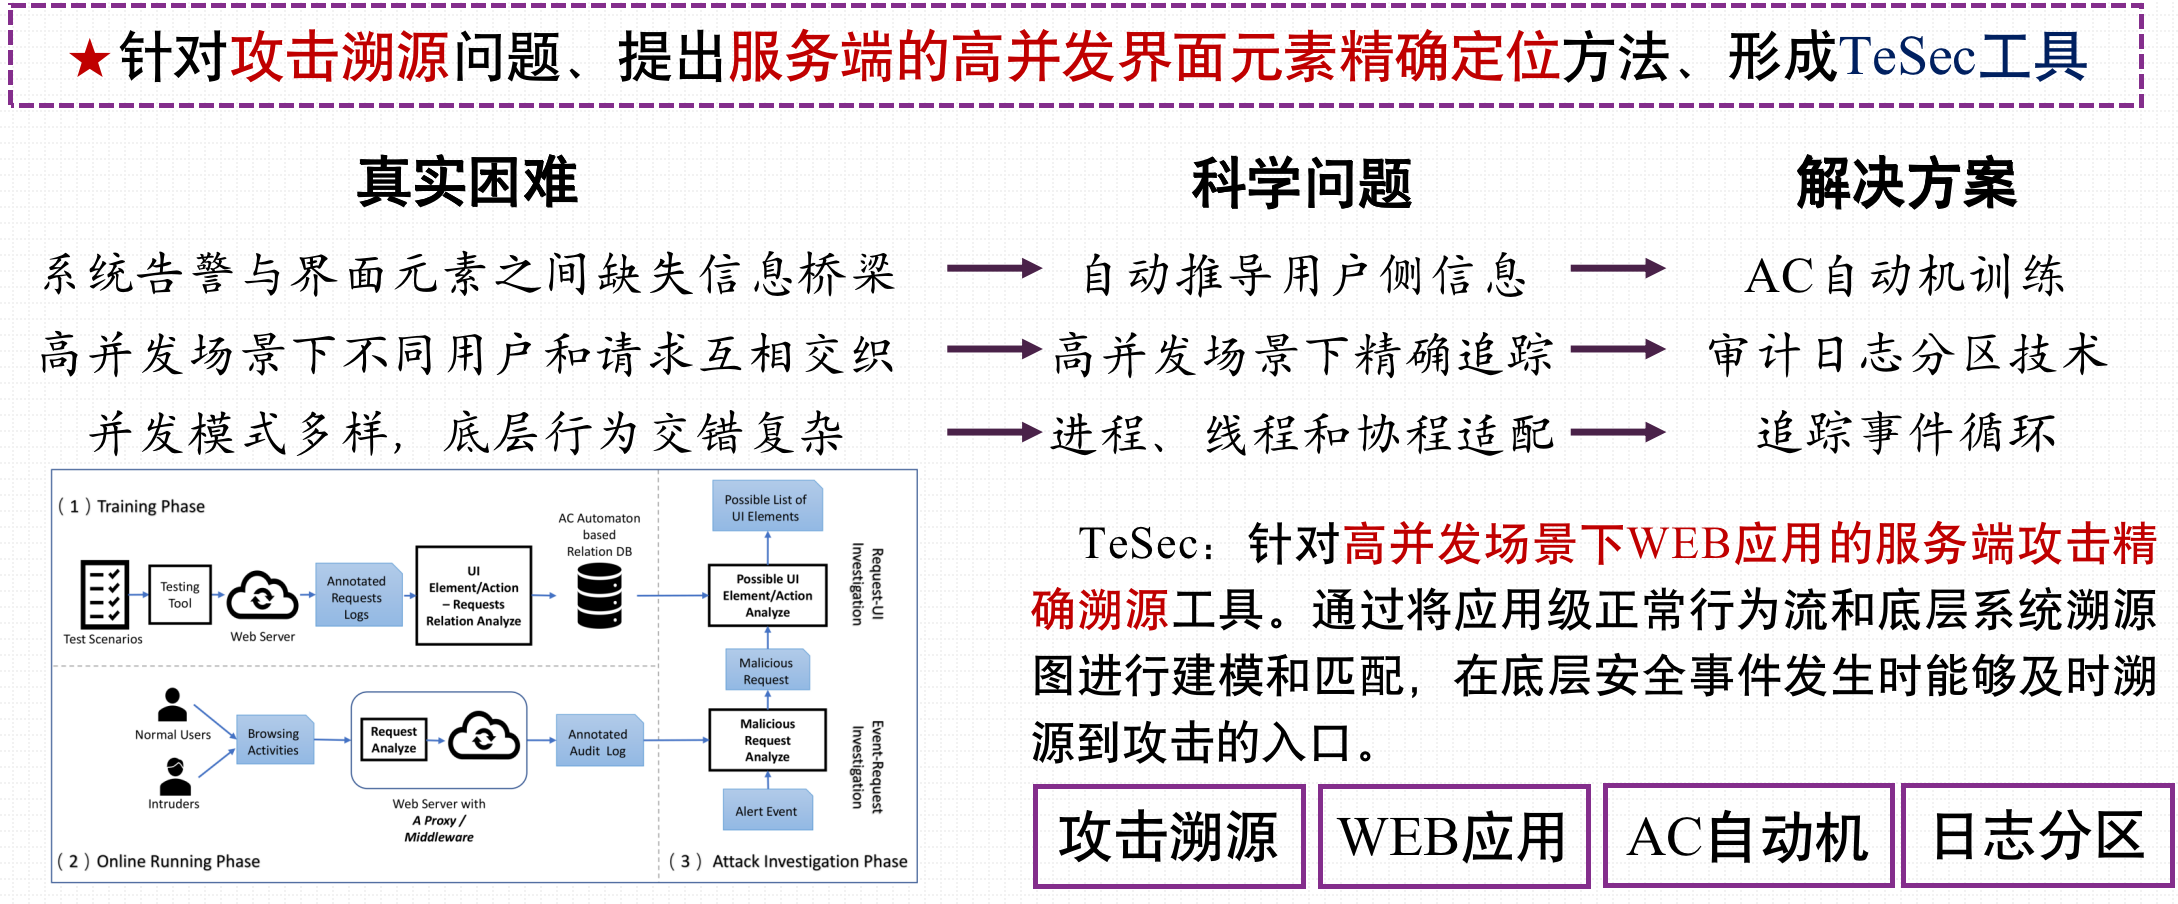 ★针对攻击溯源问题、提出服务端的高并发界面元素精确定位方法、形成TeSec工具
真实困难
科学问题
解决方案
系统告警与界面元素之间缺失信息桥梁
自动推导用户侧信息
AC自动机训练
高并发场景下不同用户和请求互相交织
高并发场景下精确追踪
审计日志分区技术
并发模式多样，底层行为交错复杂
进程、线程和协程适配
追踪事件循环
（1）Training Phase
Test Scenarios
Testing
Tool
Web Server
Annotated
Requests
Logs
UI
Element/Action
– Requests
Relation Analyze
AC Automaton
based
Relation DB
Normal Users
Intruders
Browsing
Activities
Request
Analyze
Web Server with
A Proxy /
Middleware
Annotated
Audit Log
（2）Online Running Phase
Possible List of
UI Elements
Possible UI
Element/Action
Analyze
Malicious
Request
Malicious
Request
Analyze
Alert Event
Request-UI
Investigation
Event-Request
Investigation
（3）Attack Investigation Phase
TeSec：针对高并发场景下WEB应用的服务端攻击精
确溯源工具。通过将应用级正常行为流和底层系统溯源
图进行建模和匹配，在底层安全事件发生时能够及时溯
源到攻击的入口。
攻击溯源
WEB应用
AC自动机
日志分区